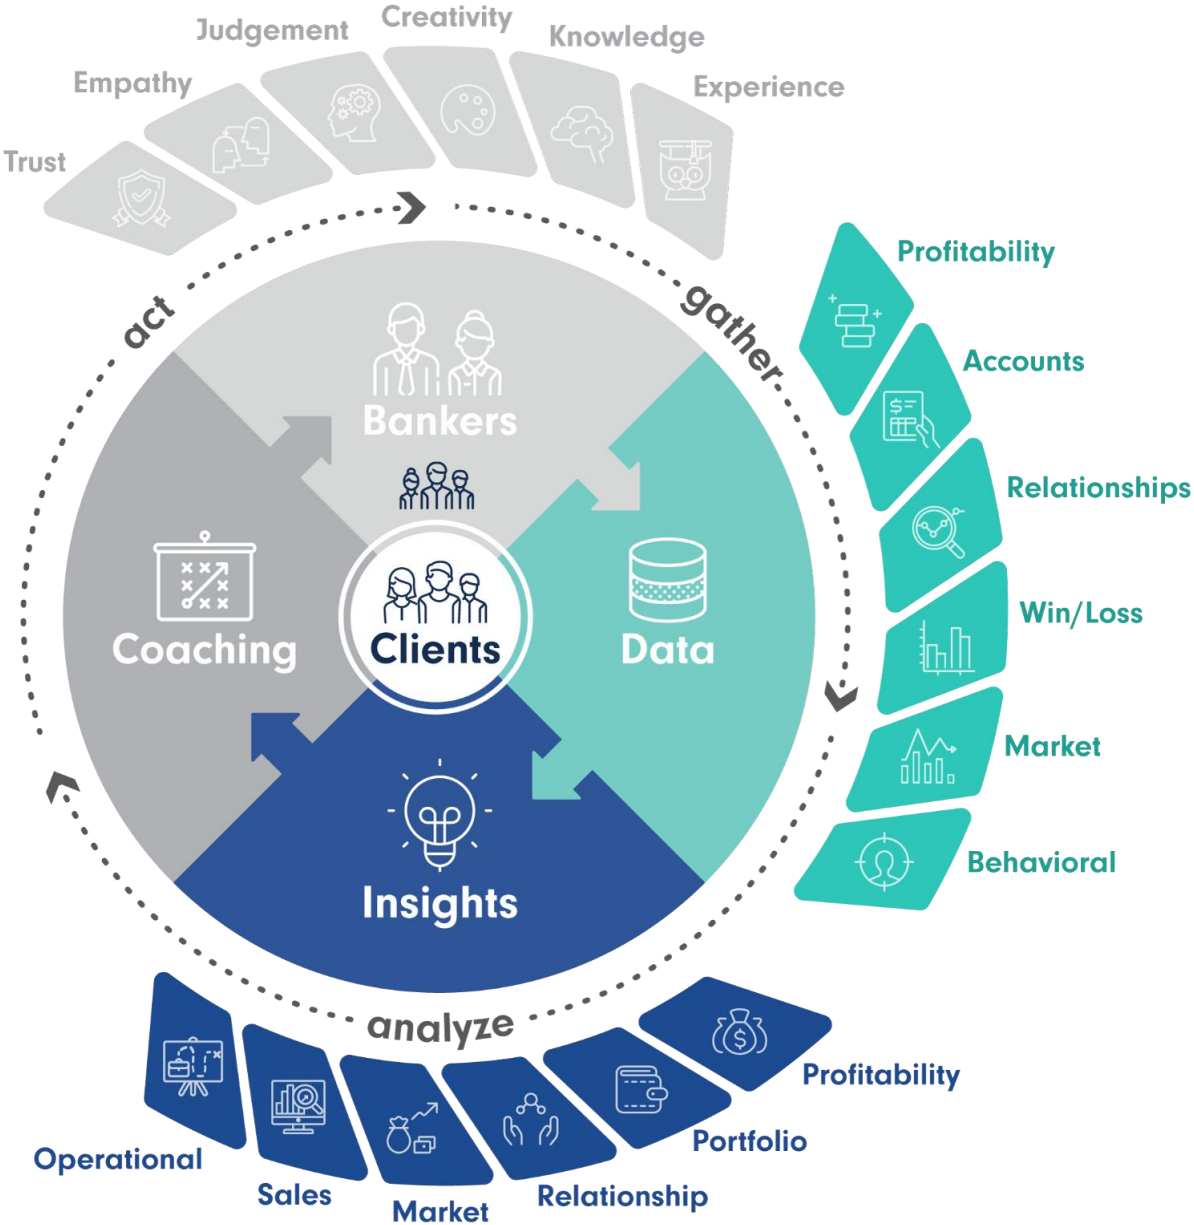 Creativity
Judgement
Knowledge
Empathy
Experience
Trust
act
gather
Bankers
Coaching
Clients
Data
Insights
analyze
Profitability
Accounts
Relationships
Win/Loss
Market
Behavioral
Profitability
Portfolio
Relationship
Market
Sales
Operational